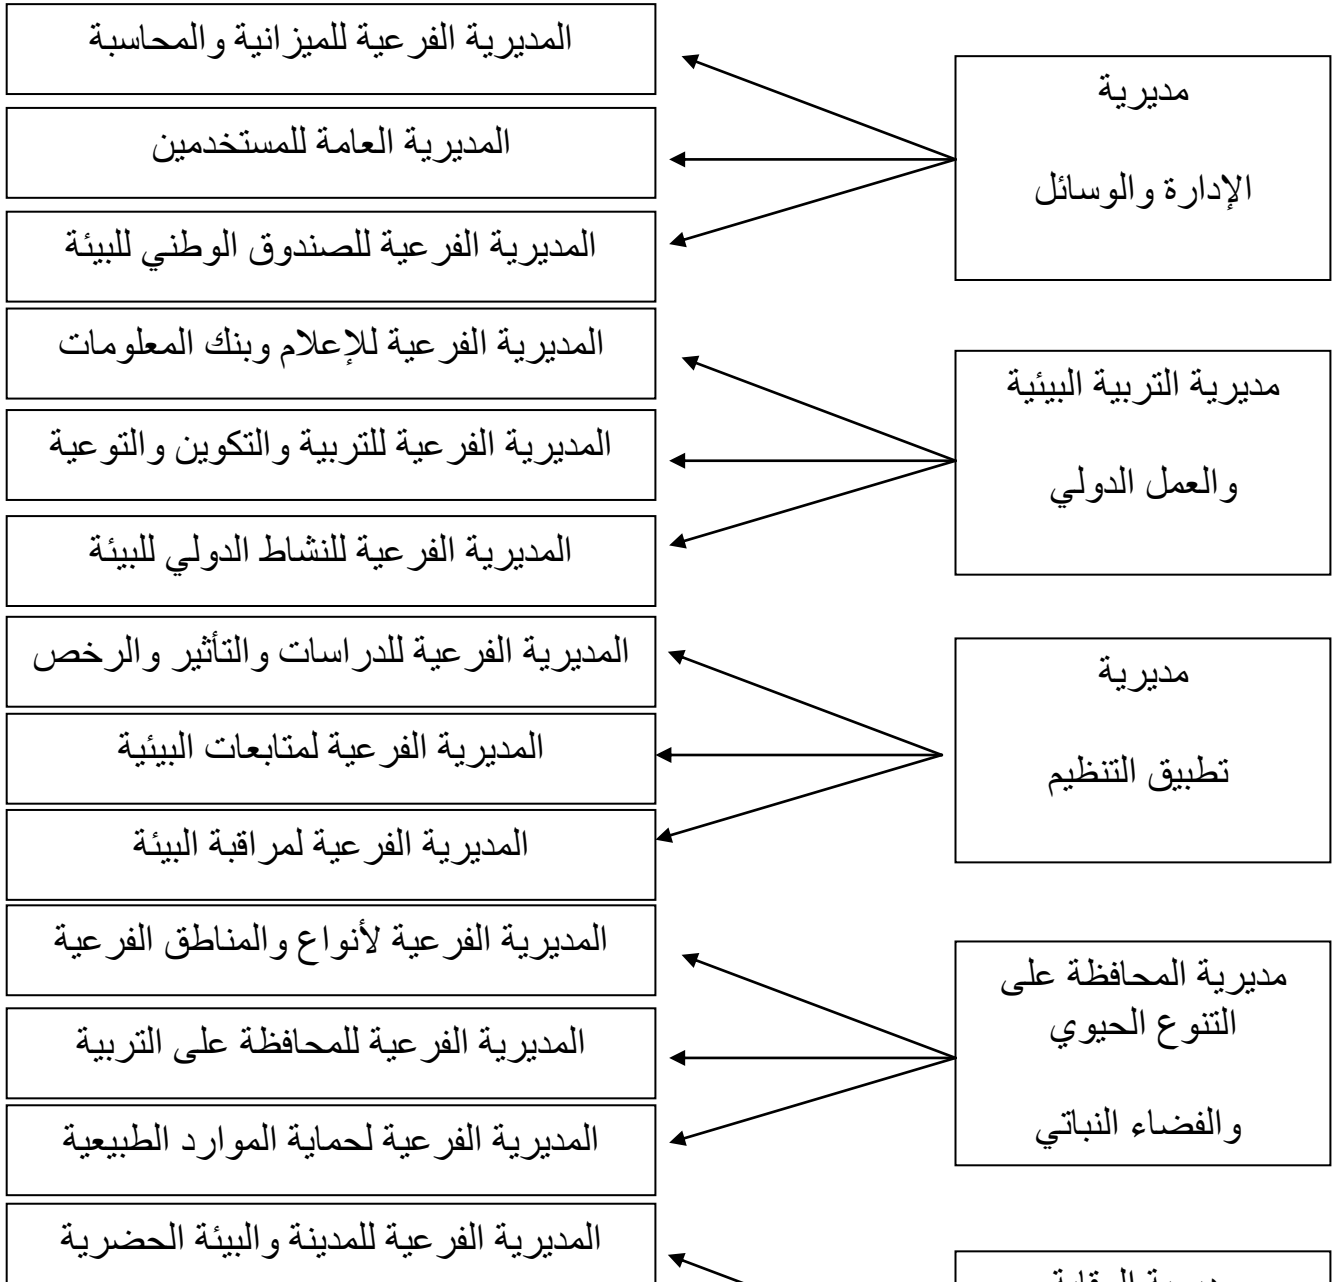 مديرية
الإدارة والوسائل
المديرية الفرعية للميزانية والمحاسبة
المديرية العامة للمستخدمين
المديرية الفرعية للصندوق الوطني للبيئة
مديرية التربية البيئية
والعمل الدولي
المديرية الفرعية للإعلام وبنك المعلومات
المديرية الفرعية للتربية والتكوين والتوعية
المديرية الفرعية للنشاط الدولي للبيئة
مديرية
تطبيق التنظيم
المديرية الفرعية للدراسات والتأثير والرخص
المديرية الفرعية لمتابعات البيئية
المديرية الفرعية لمراقبة البيئة
مديرية المحافظة على
التنوع الحيوي
والفضاء النباتي
المديرية الفرعية لأنواع والمناطق الفرعية
المديرية الفرعية للمحافظة على التربية
المديرية الفرعية لحماية الموارد الطبيعية
المديرية الفرعية للمدينة والبيئة الحضرية